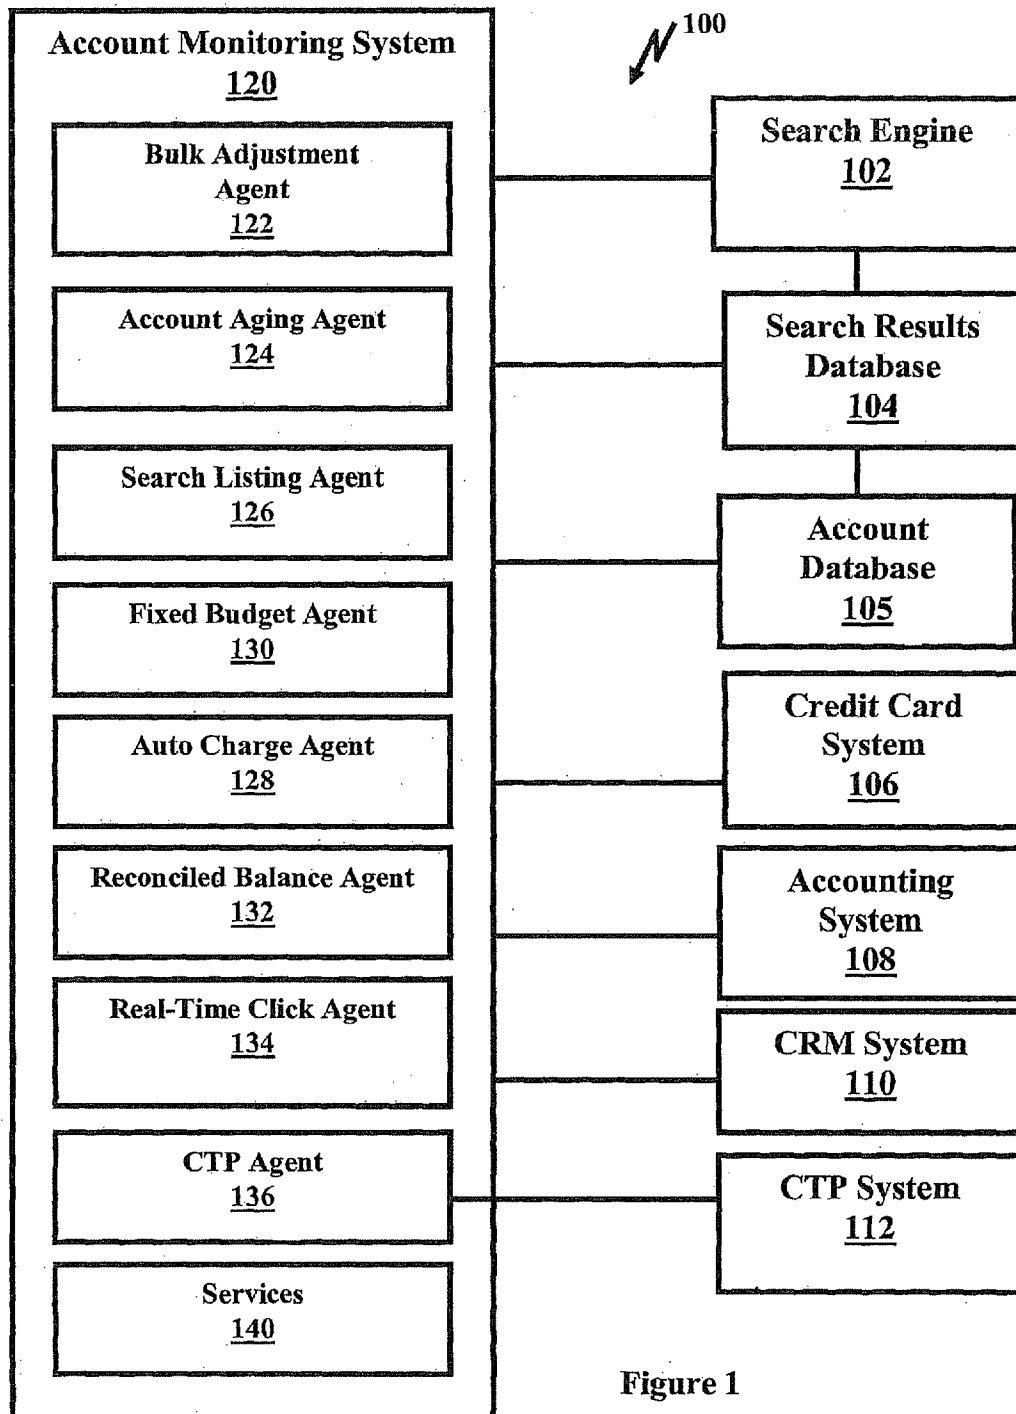 Account Monitoring System
120
Bulk Adjustment
Agent
122
Account Aging Agent
124
Search Listing Agent
126
Fixed Budget Agent
130
Auto Charge Agent
128
Reconciled Balance Agent
132
Real-Time Click Agent
134
CTP Agent
136
Services
140
100
Search Engine
102
Search Results
Database
104
Account
Database
105
Credit Card
System
106
Accounting
System
108
CRM System
110
CTP System
112
Figure 1